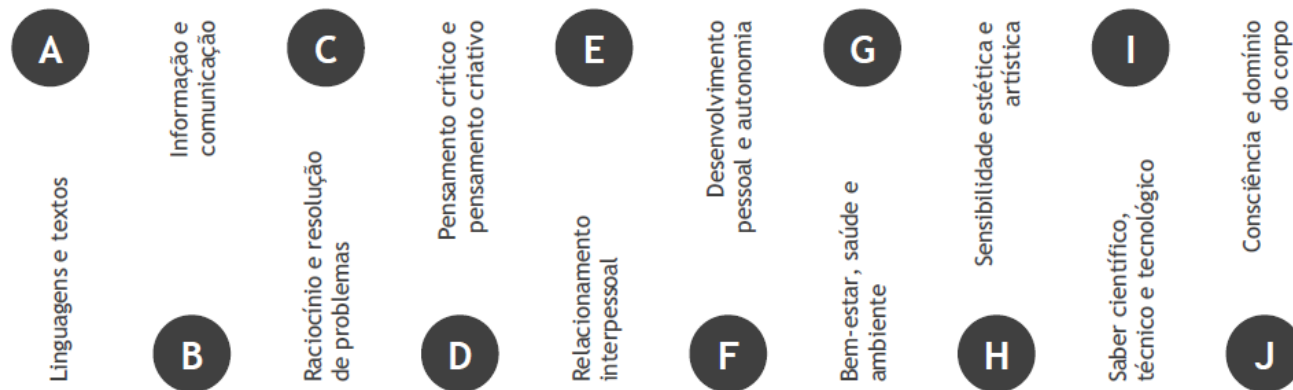 A
Linguagens e textos
Informação e
comunicação
B
C
Raciocínio e resolução
de problemas
Pensamento crítico e
pensamento criativo
D
E
Relacionamento
interpessoal
Desenvolvimento
pessoal e autonomia
F
G
Bem-estar, saúde e
ambiente
Sensibilidade estética e
artística
H
I
Saber científico,
técnico e tecnológico
Consciência e domínio
do corpo
J